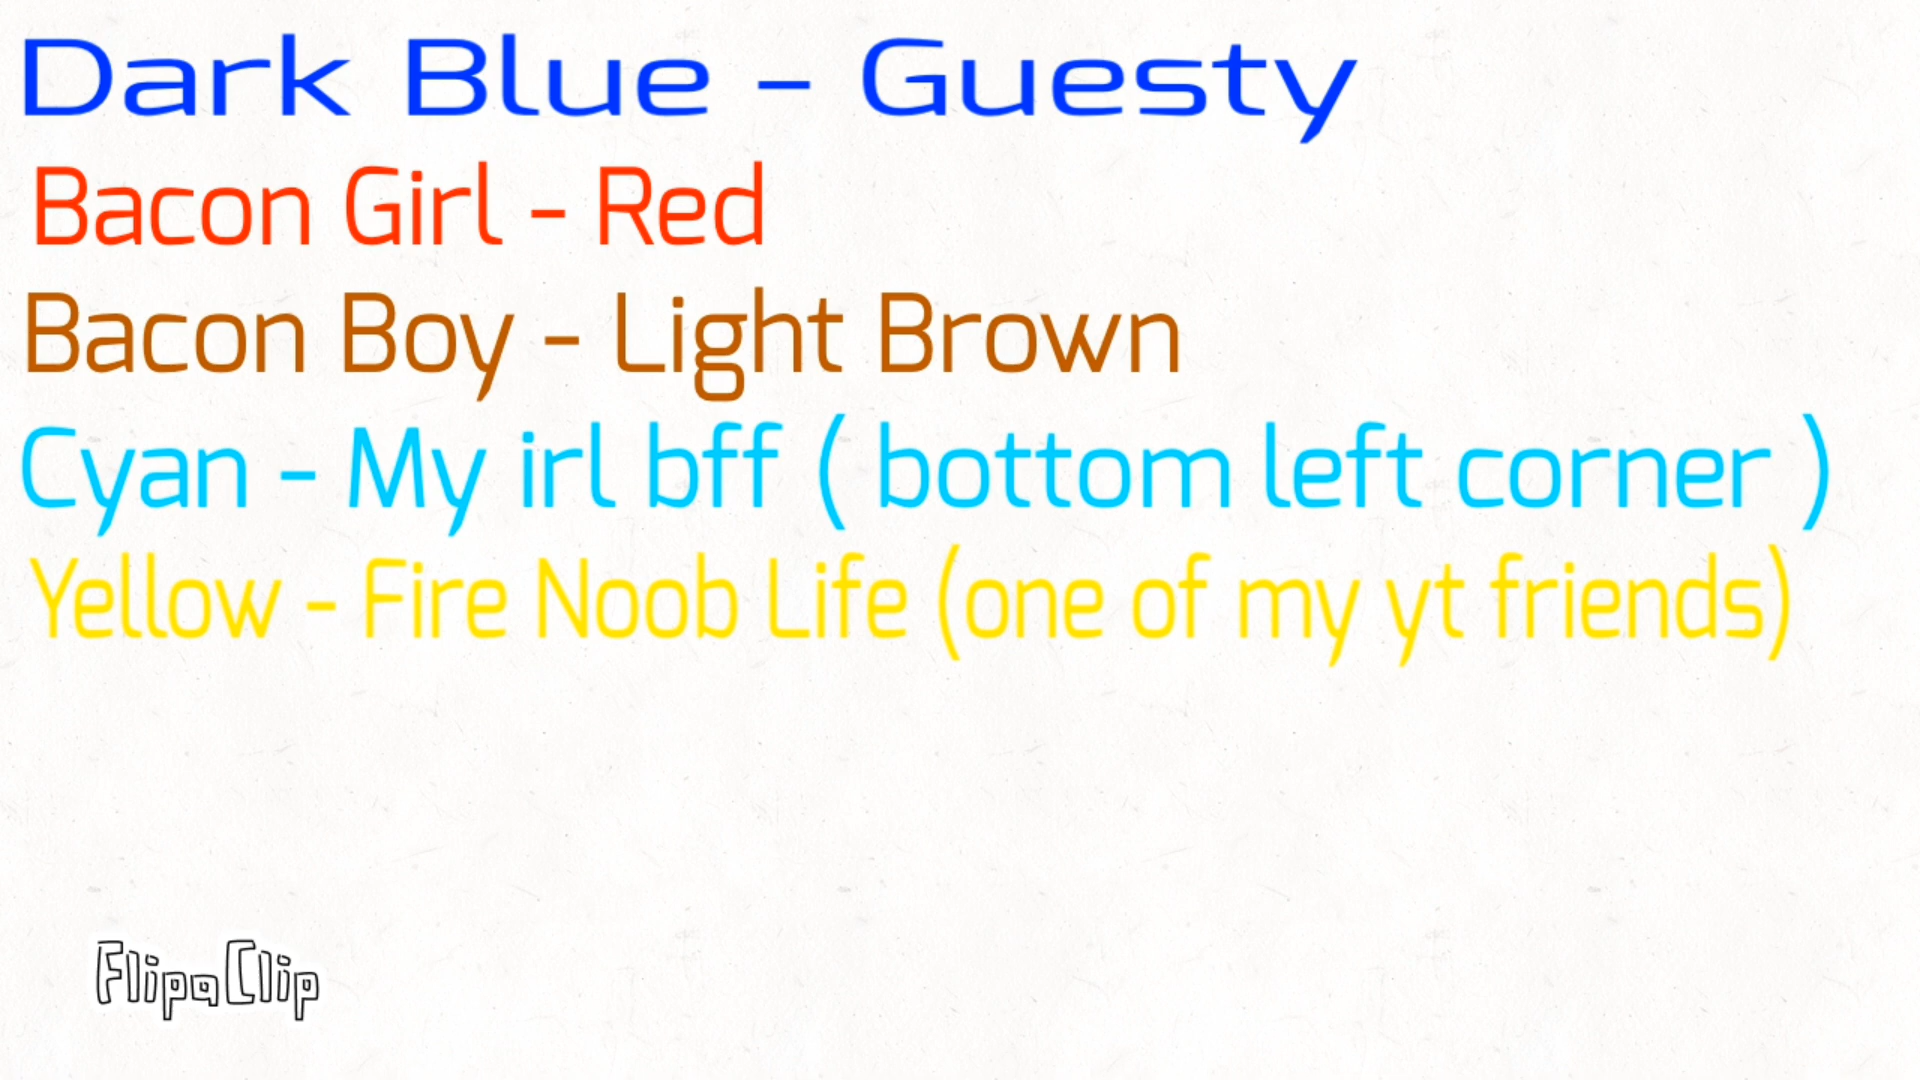 Dark Blue - Guesty
Bacon Girl - Red
Bacon Boy - Light Brown
Cyan - My irl bff ( bottom left corner )
Yellow - Fire Noob Life (one of my yt friends)
FlipaClip